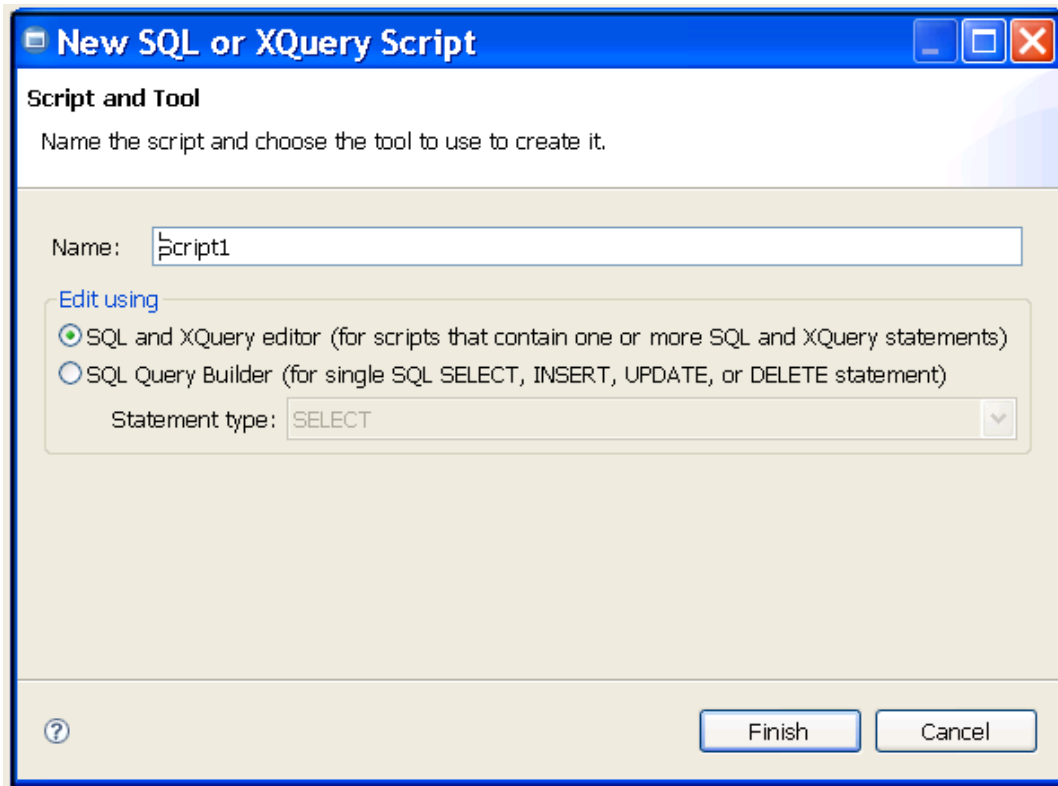 New SQL or XQuery Script
Script and Tool
Name the script and choose the tool to use to create it.
Name: Script1
Edit using
SQL and XQuery editor (for scripts that contain one or more SQL and XQuery statements)
SQL Query Builder (for single SQL SELECT, INSERT, UPDATE, or DELETE statement)
Statement type: SELECT
?
Finish Cancel